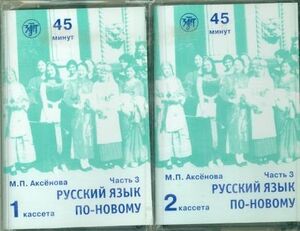 45
минут
М.П. Аксёнова
Часть 3
РУССКИЙ ЯЗЫК
1 кассета
ПО-НОВОМУ
45
минут
М.П. Аксёнова
Часть 3
РУССКИЙ ЯЗЫК
2 кассета
ПО-НОВОМУ